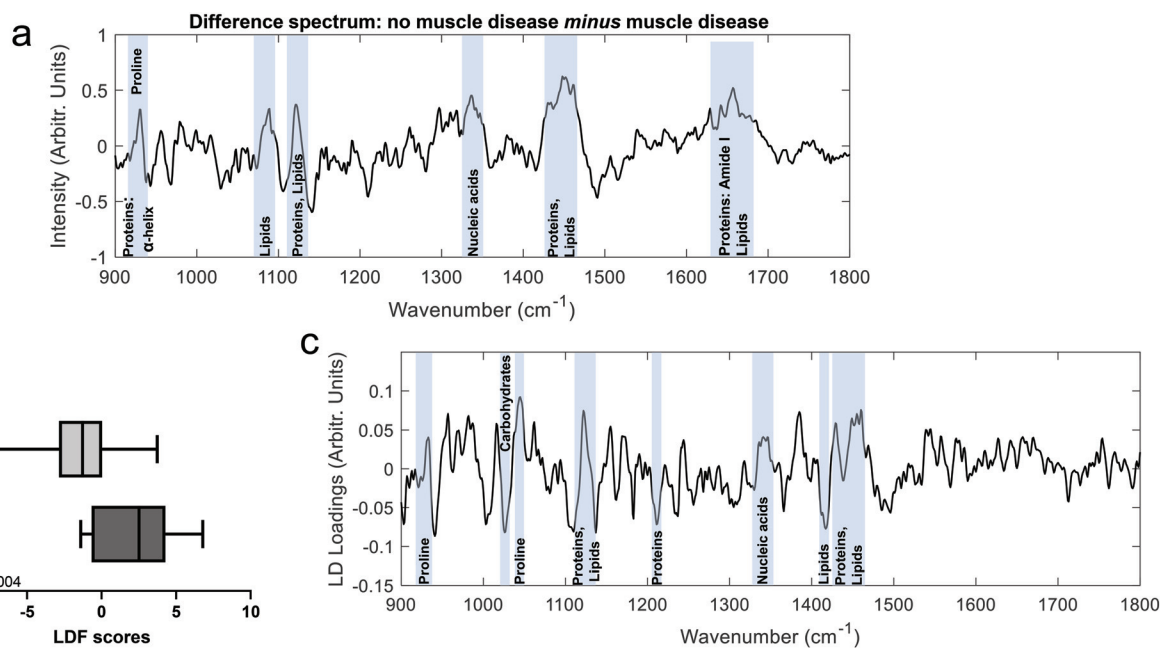 a
Difference spectrum: no muscle disease minus muscle disease
Intensity (Arbitr. Units)
1
0.5
0
-0.5
-1
Proline
Proteins:
α-helix
Lipids
Proteins, Lipids
Nucleic acids
Proteins,
Lipids
Proteins: Amide I
Lipids
900 1000 1100 1200 1300 1400 1500 1600 1700 1800
Wavenumber (cm-1)
004
-5 0 5 10
LDF scores
c
LD Loadings (Arbitr. Units)
0.1
0.05
0
-0.05
-0.1
-0.15
Proline
Carbohydrates
Proline
Proteins,
Lipids
Proteins
Nucleic acids
Lipids
Proteins,
Lipids
900 1000 1100 1200 1300 1400 1500 1600 1700 1800
Wavenumber (cm-1)